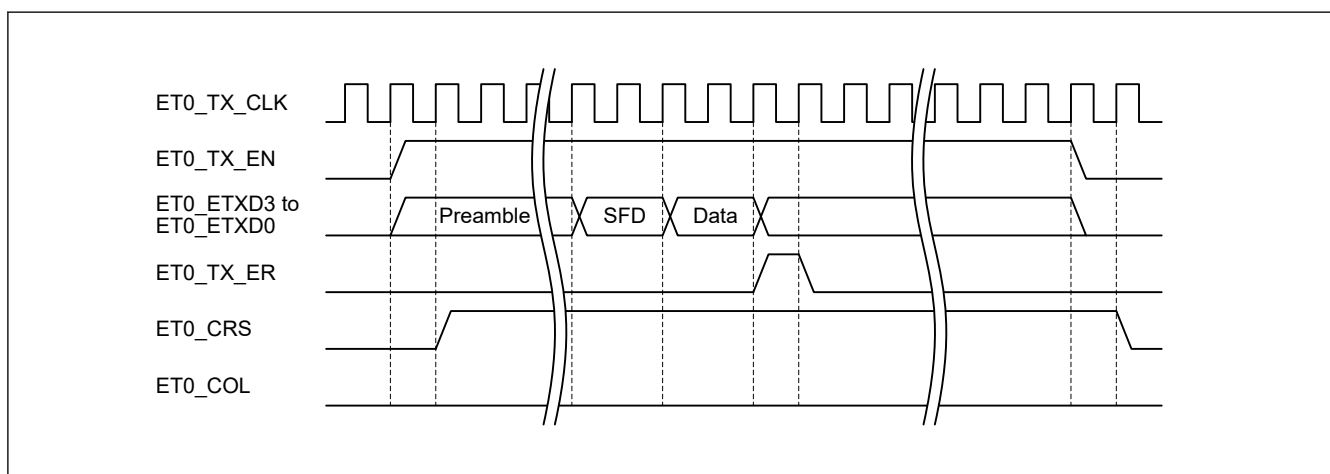 ET0_TX_CLK
ET0_TX_EN
ET0_ETXD3 to
ET0_ETXD0
Preamble
SFD
Data
ET0_TX_ER
ET0_CRS
ET0_COL